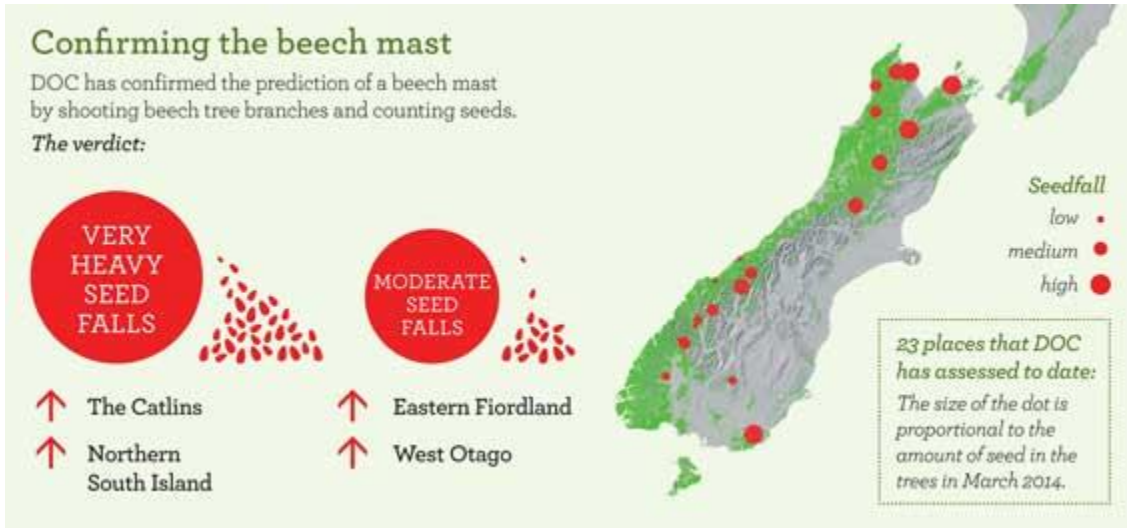 Confirming the beech mast
DOC has confirmed the prediction of a beech mast
by shooting beech tree branches and counting seeds.
The verdict:
VERY
HEAVY
SEED
FALLS
MODERATE
SEED
FALLS
The Catlins
Northern
South Island
Eastern Fiordland
West Otago
Seedfall
low
medium
high
23 places that DOC
has assessed to date:
The size of the dot is
proportional to the
amount of seed in the
trees in March 2014.